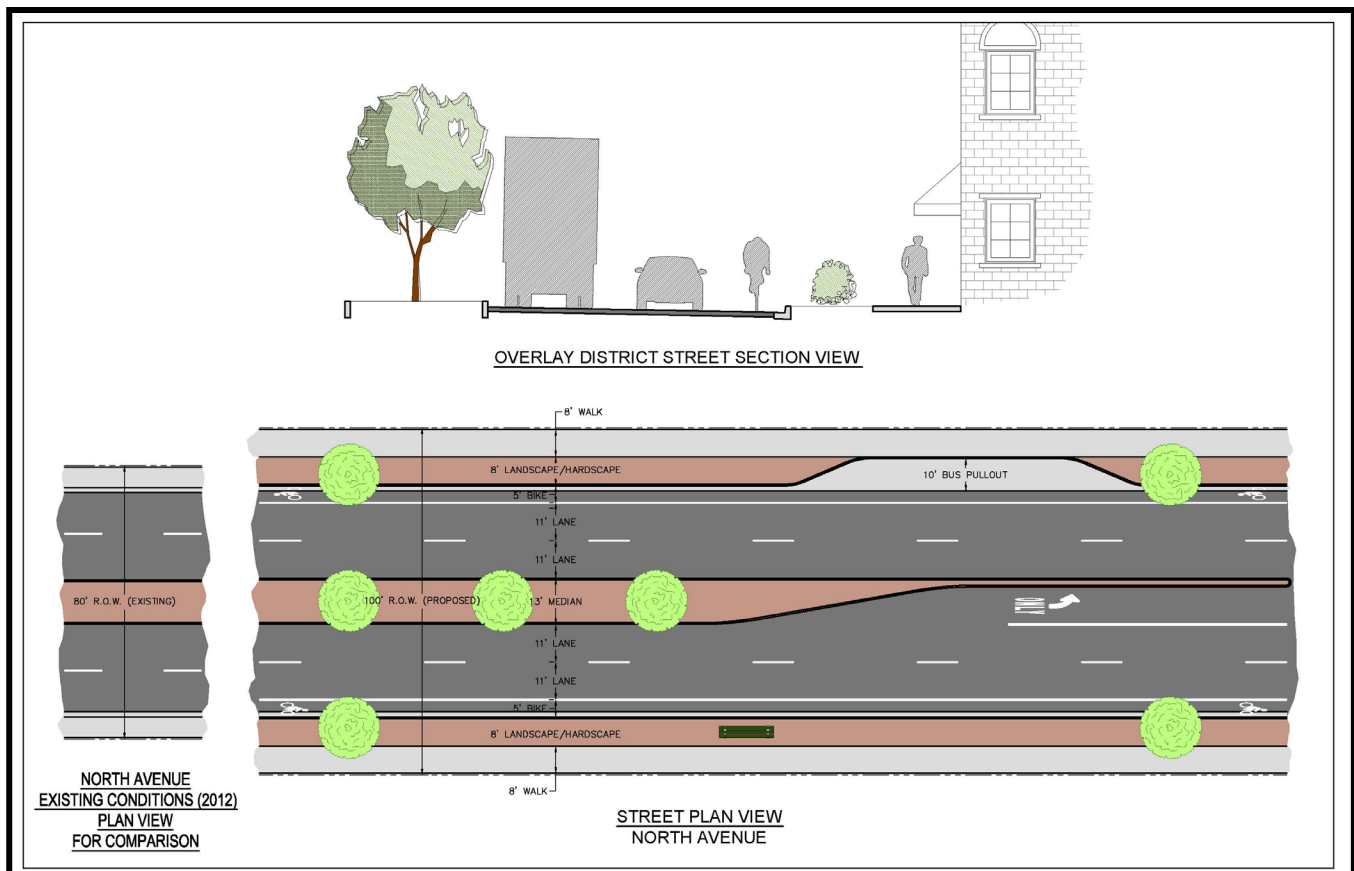 OVERLAY DISTRICT STREET SECTION VIEW
8' WALK
8' LANDSCAPE/HARDSCAPE
10' BUS PULLOUT
5' BIKE
11' LANE
11' LANE
80' R.O.W. (EXISTING)
100' R.O.W. (PROPOSED)
13' MEDIAN
ONLY
11' LANE
11' LANE
5' BIKE
8' LANDSCAPE/HARDSCAPE
8' WALK
NORTH AVENUE
EXISTING CONDITIONS (2012)
PLAN VIEW
FOR COMPARISON
STREET PLAN VIEW
NORTH AVENUE